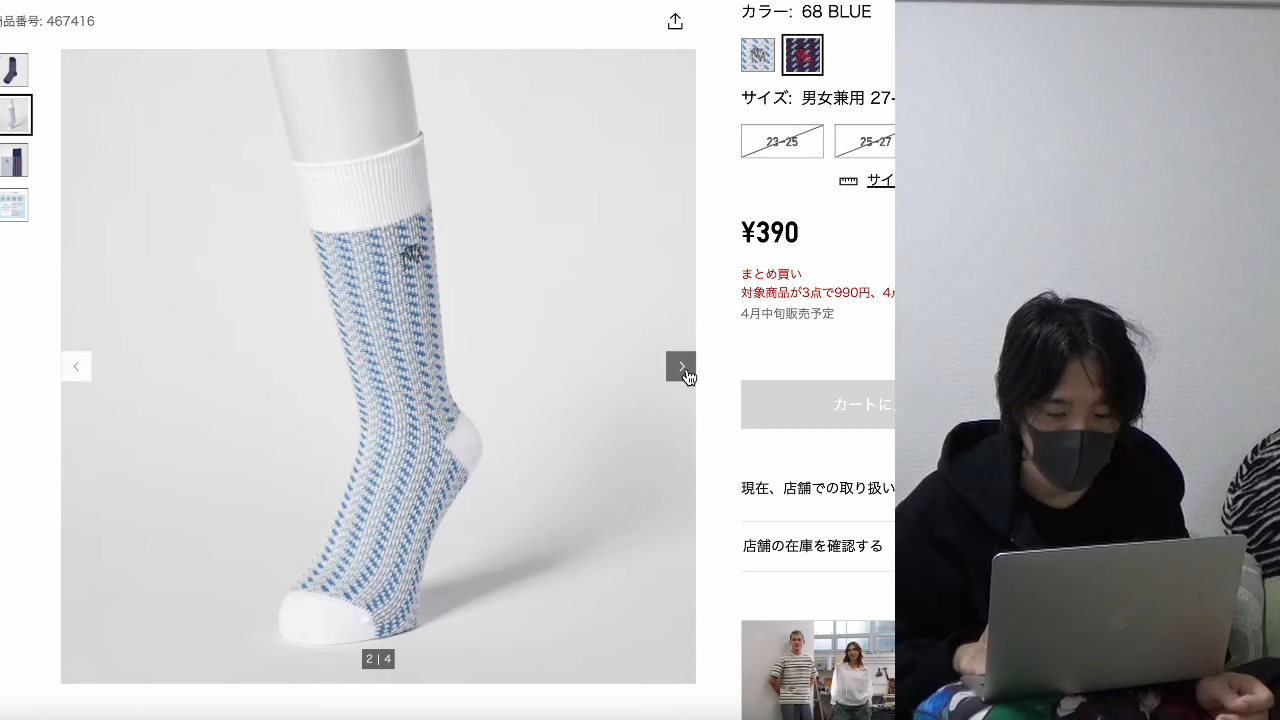 商品番号: 467416
カラー: 68 BLUE
サイズ: 男女兼用 27-
23-25
25-27
サイ
¥390
まとめ買い
対象商品が3点で990円、4
4月中旬販売予定
カートに
現在、店舗での取り扱い
店舗の在庫を確認する
2 | 4